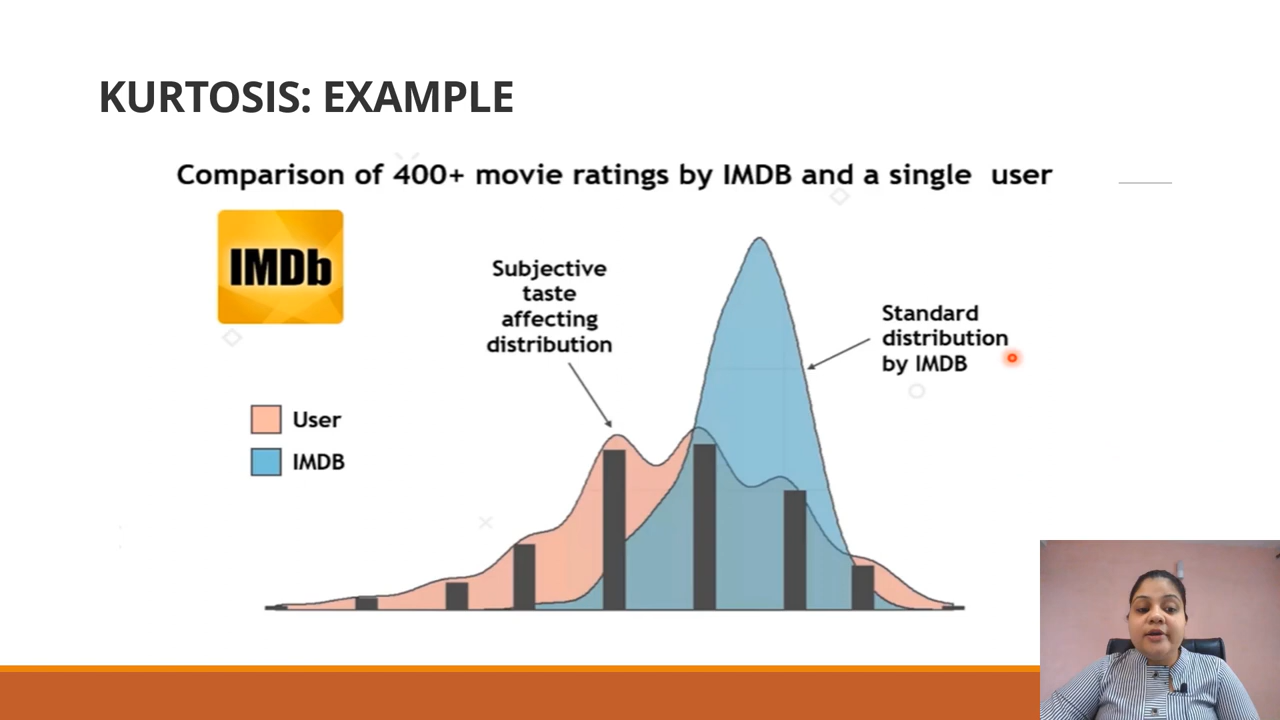 KURTOSIS: EXAMPLE
Comparison of 400+ movie ratings by IMDB and a single user
IMDb
Subjective
taste
affecting
distribution
Standard
distribution
by IMDB
User
IMDB